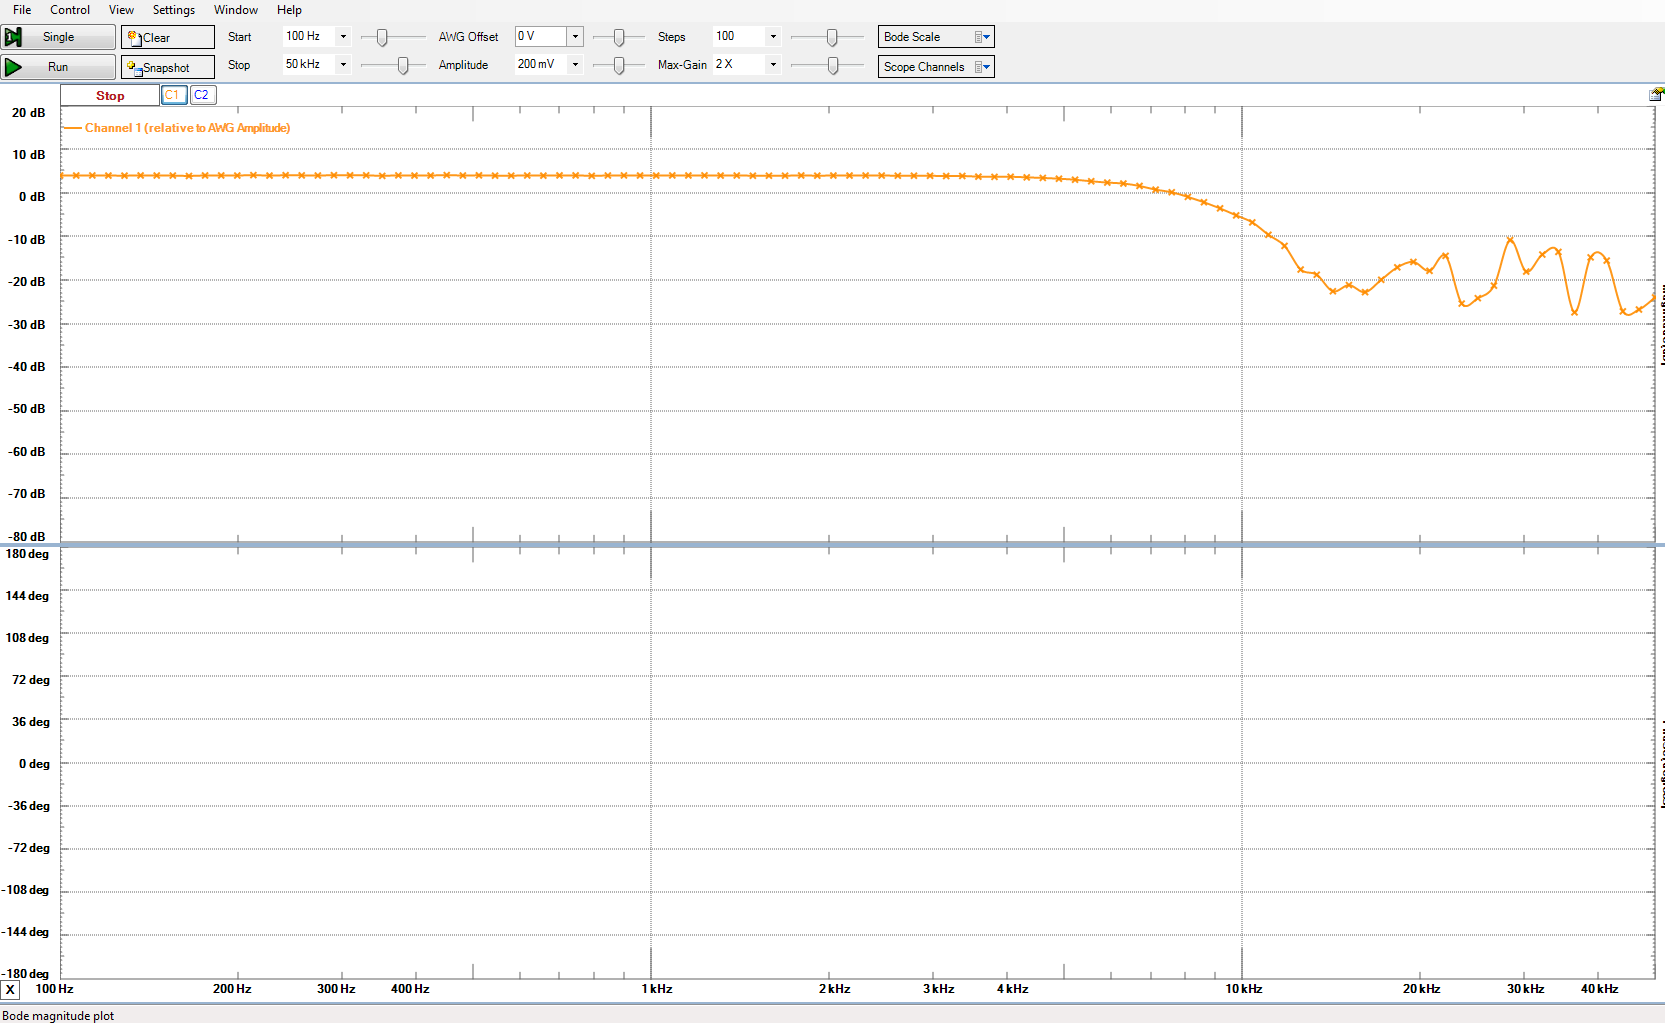 File Control View Settings Window Help
Single Clear Start 100 Hz AWG Offset 0 V Steps 100 Bode Scale
Run Snapshot Stop 50 kHz Amplitude 200 mV Max-Gain 2 X Scope Channels
Stop C1 C2
Channel 1 (relative to AWG Amplitude)
20 dB
10 dB
0 dB
-10 dB
-20 dB
-30 dB
-40 dB
-50 dB
-60 dB
-70 dB
-80 dB
180 deg
144 deg
108 deg
72 deg
36 deg
0 deg
-36 deg
-72 deg
-108 deg
-144 deg
-180 deg
X 100 Hz 200 Hz 300 Hz 400 Hz 1 kHz 2 kHz 3 kHz 4 kHz 10 kHz 20 kHz 30 kHz 40 kHz
Bode magnitude plot